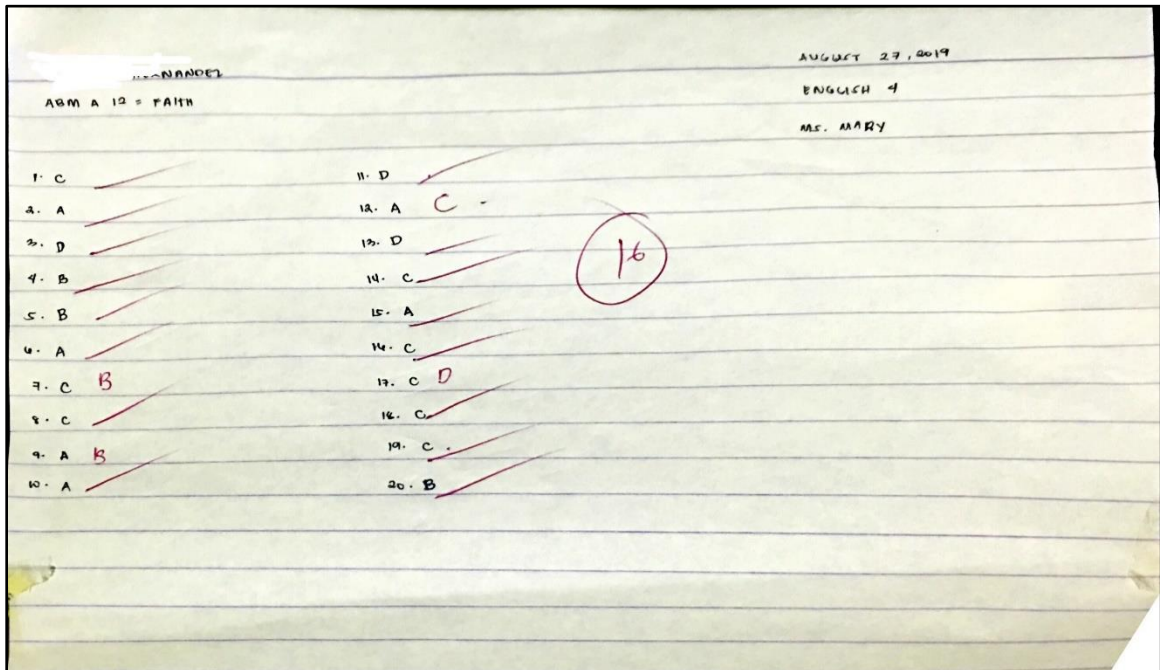 AUGUST 27, 2019
ABM A 12 = FAITH
ENGLISH 4
MS. MARY
1. C
2. A
3. D
4. B
5. B
6. A
7. C B
8. C
9. A B
10. A
11. D
12. A C
13. D
14. C
15. A
16. C
17. C D
18. C
19. C
20. B
16